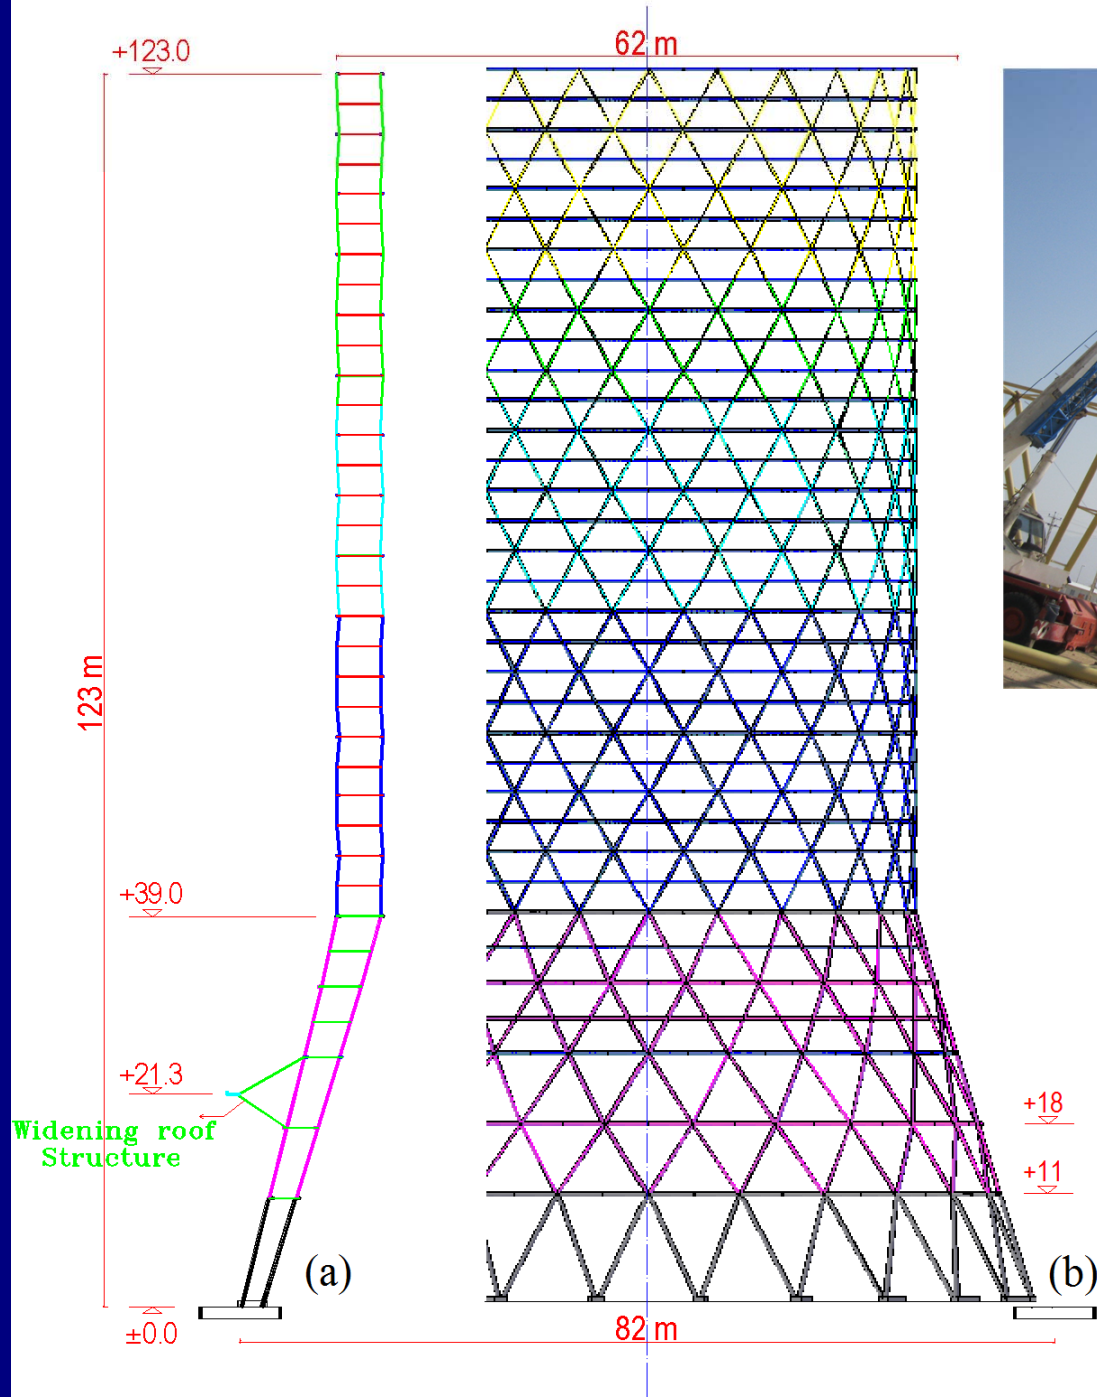 62 m
+123.0
123 m
+39.0
+21.3
Widening roof
Structure
+18
+11
(a)
(b)
±0.0
82 m